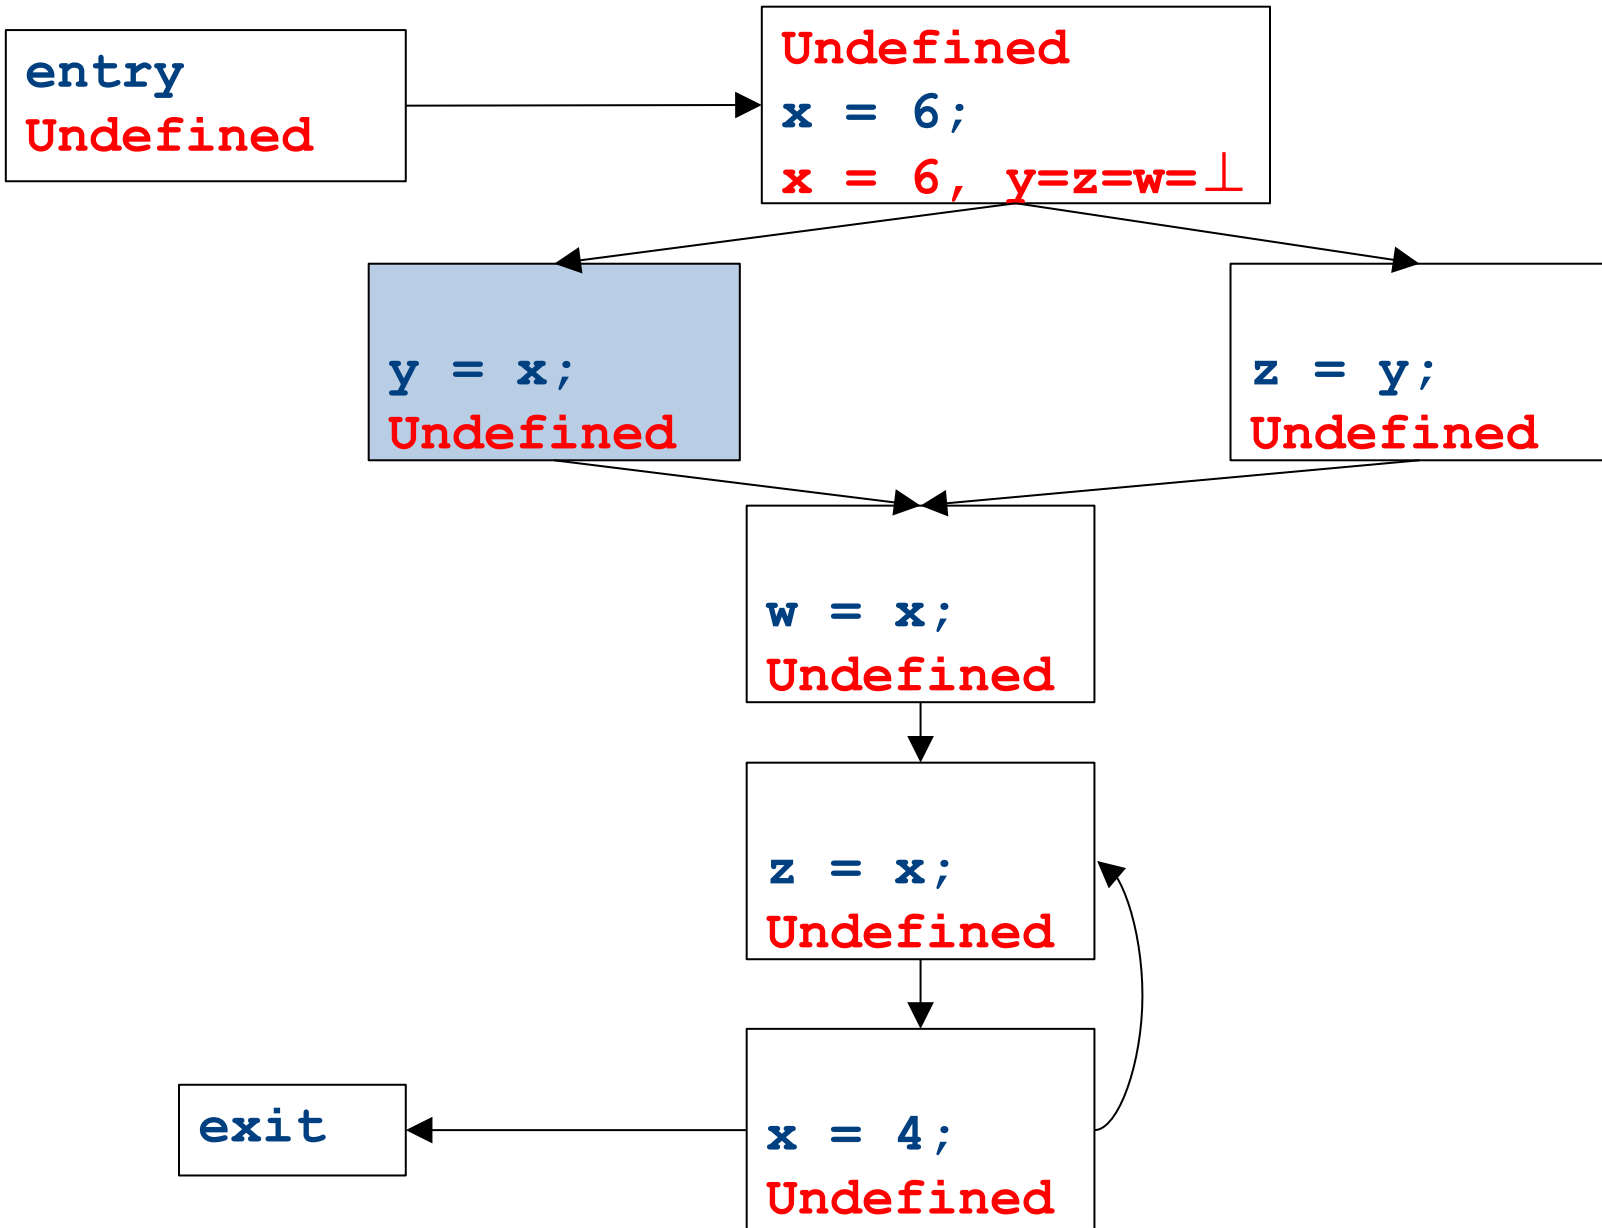 entry
Undefined
Undefined
x = 6;
x = 6, y=z=w=⊥
y = x;
Undefined
z = y;
Undefined
w = x;
Undefined
z = x;
Undefined
exit
x = 4;
Undefined